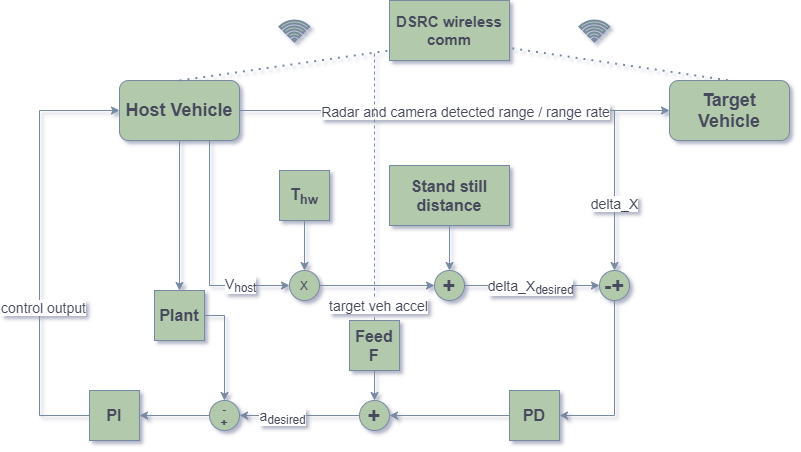 DSRC wireless
comm
Host Vehicle
Radar and camera detected range / range rate
Target
Vehicle
Thw
Stand still
distance
delta_X
Vhost
X
+
delta_Xdesired
-+
control output
Plant
target veh accel
Feed
F
PI
-
+
adesired
+
PD